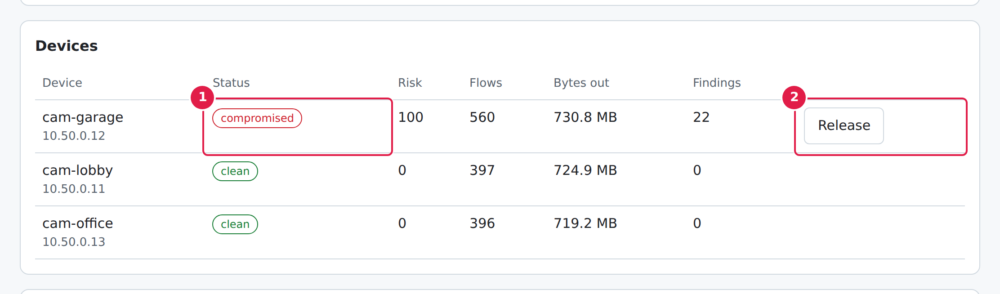 Devices
Device Status Risk Flows Bytes out Findings
1 2
cam-garage compromised 100 560 730.8 MB 22 Release
10.50.0.12
cam-lobby clean 0 397 724.9 MB 0
10.50.0.11
cam-office clean 0 396 719.2 MB 0
10.50.0.13